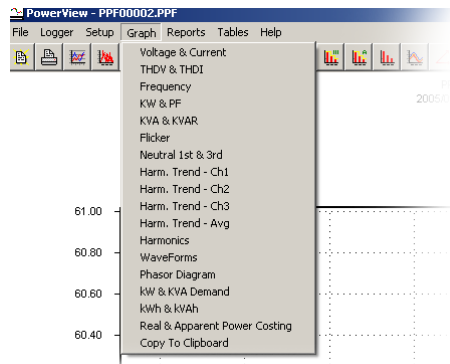 PowerView - PPF00002.PPF
File Logger Setup Graph Reports Tables Help
Voltage & Current
THDV & THDI
Frequency
KW & PF
KVA & KVAR
Flicker
Neutral 1st & 3rd
Harm. Trend - Ch1
Harm. Trend - Ch2
Harm. Trend - Ch3
Harm. Trend - Avg
Harmonics
WaveForms
Phasor Diagram
kW & KVA Demand
kWh & kVAh
Real & Apparent Power Costing
Copy To Clipboard
61.00
60.80
60.60
60.40